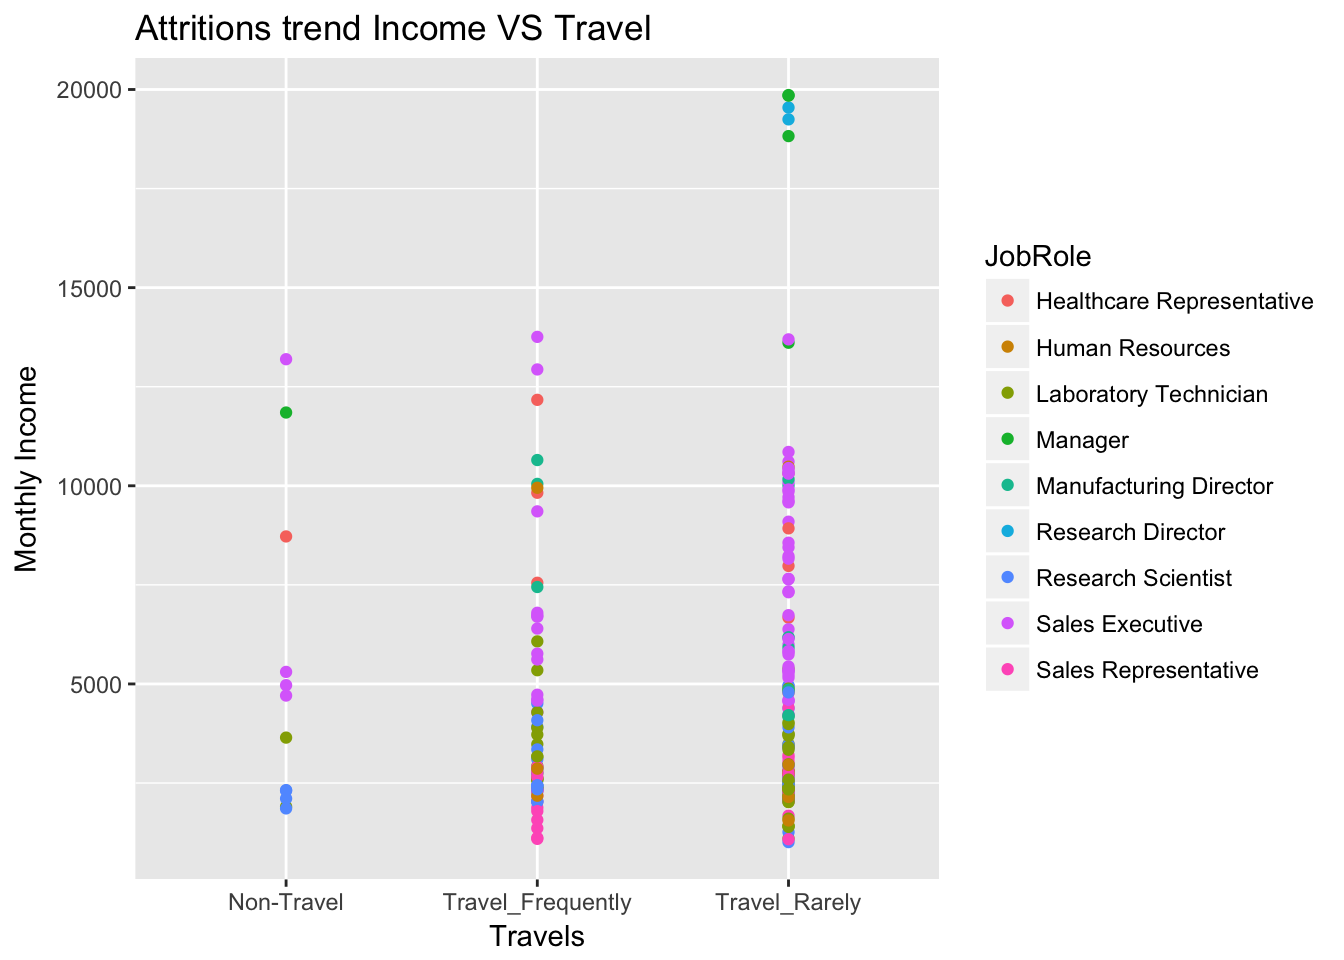 Attritions trend Income VS Travel
20000
15000
10000
5000
Monthly Income
Non-Travel
Travel_Frequently
Travel_Rarely
Travels
JobRole
Healthcare Representative
Human Resources
Laboratory Technician
Manager
Manufacturing Director
Research Director
Research Scientist
Sales Executive
Sales Representative